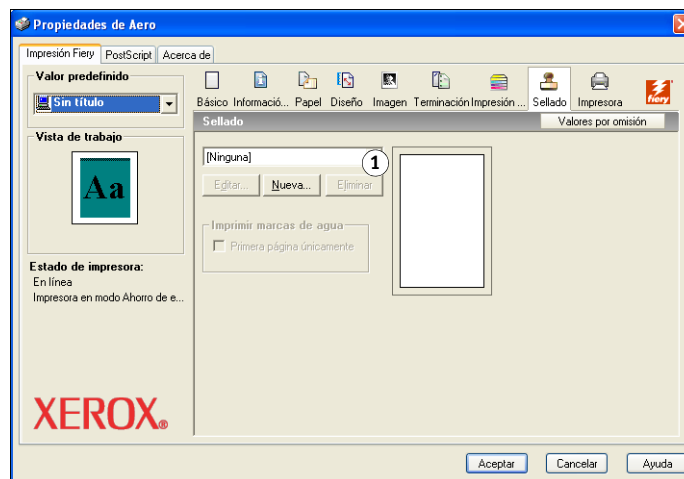 Propiedades de Aero
Impresión Fiery PostScript Acerca de
Valor predefinido
Sin título
Vista de trabajo
Aa
Estado de impresora:
En línea
Impresora en modo Ahorro de e...
XEROX®
Básico Informació... Papel Diseño Imagen Terminación Impresión ... Sellado Impresora
fiery
Sellado Valores por omisión
[Ninguna]
1
Editar... Nueva... Eliminar
Imprimir marcas de agua
Primera página únicamente
Aceptar Cancelar Ayuda